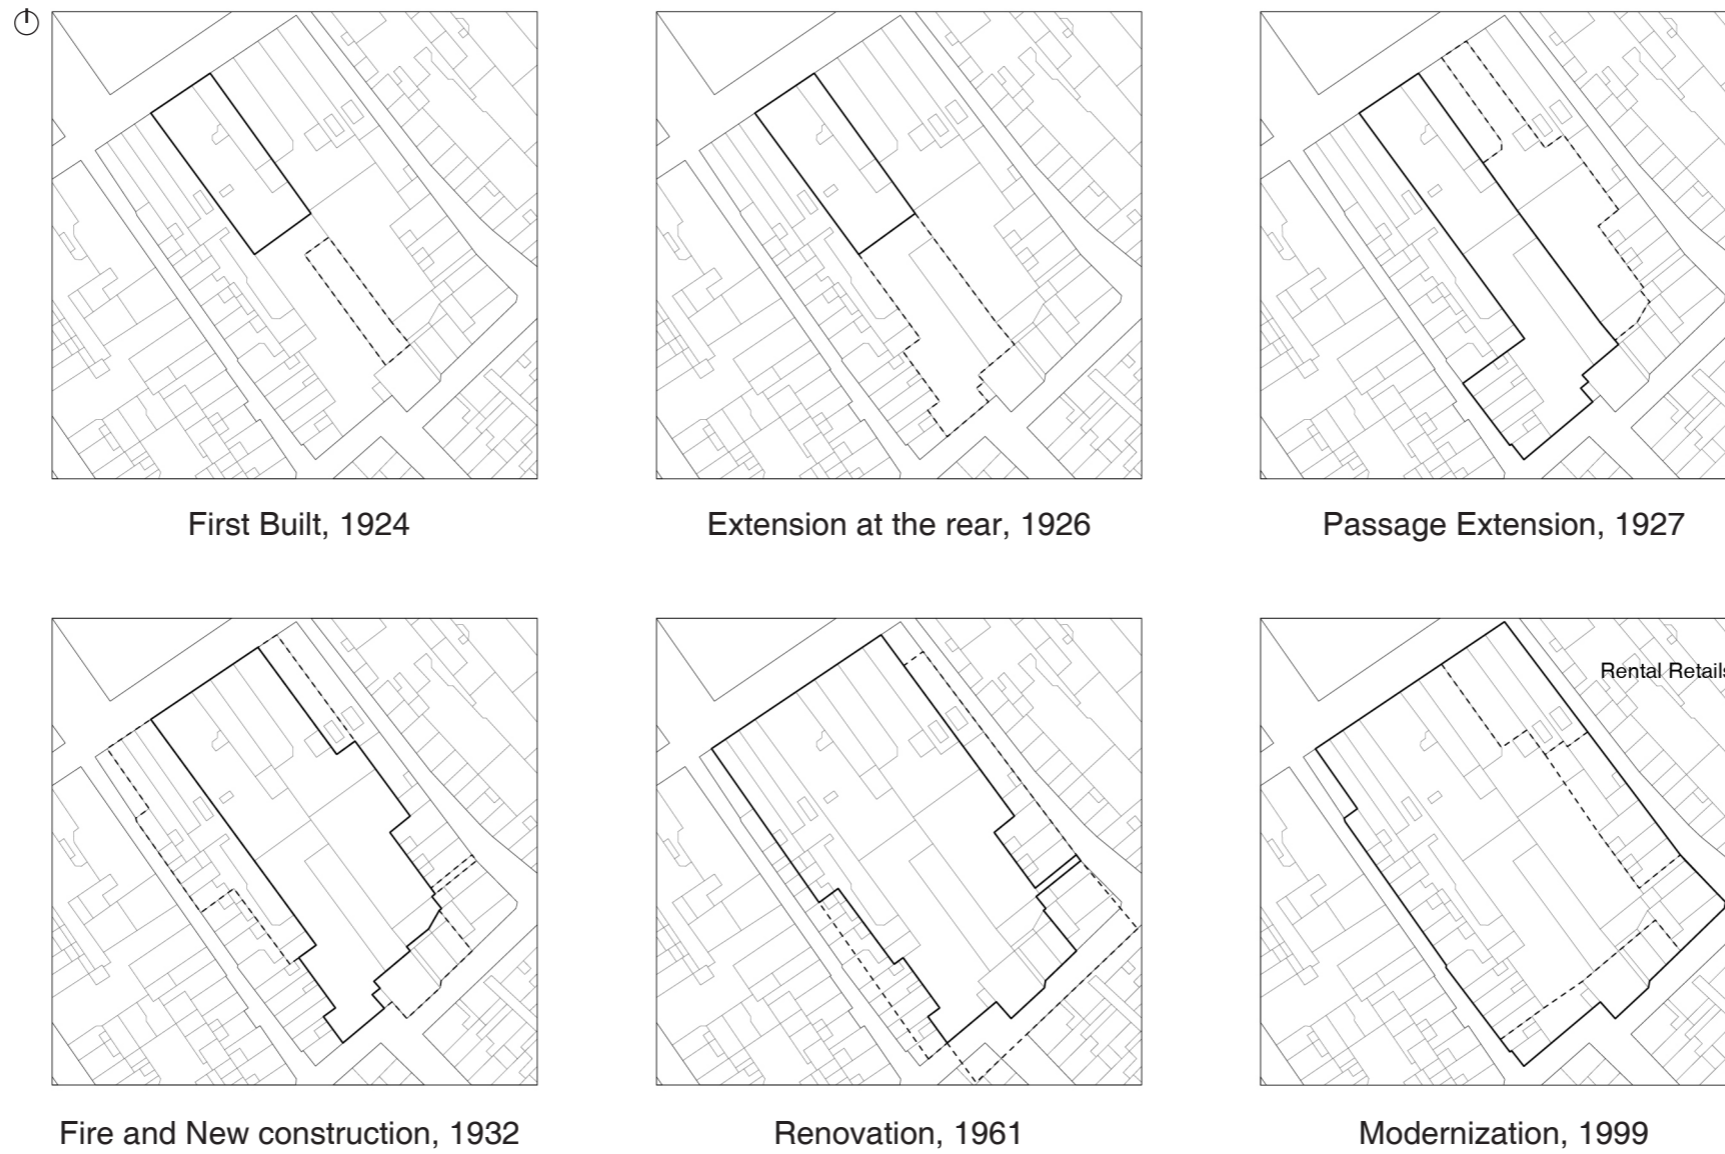 First Built, 1924
Extension at the rear, 1926
Passage Extension, 1927
Rental Retails
Fire and New construction, 1932
Renovation, 1961
Modernization, 1999